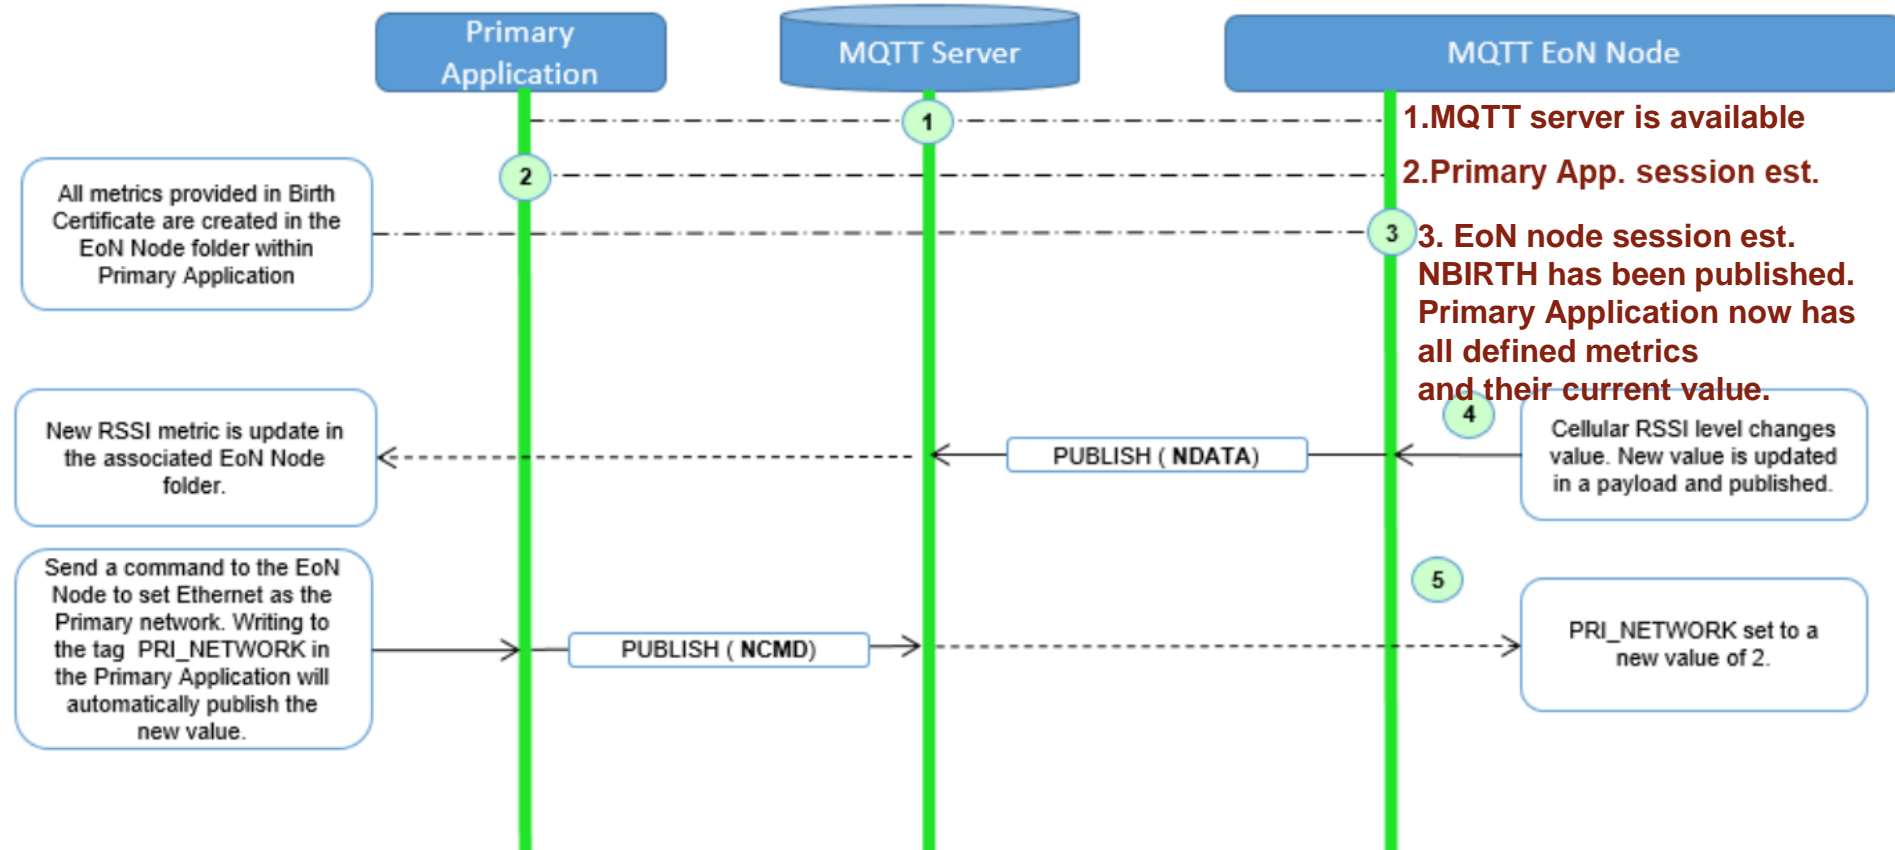 Primary
Application
MQTT Server
MQTT EoN Node
1
1.MQTT server is available
2
2.Primary App. session est.
All metrics provided in Birth
Certificate are created in the
EoN Node folder within
Primary Application
3
3. EoN node session est.
NBIRTH has been published.
Primary Application now has
all defined metrics
and their current value.
4
New RSSI metric is update in
the associated EoN Node
folder.
PUBLISH ( NDATA)
Cellular RSSI level changes
value. New value is updated
in a payload and published.
Send a command to the EoN
Node to set Ethernet as the
Primary network. Writing to
the tag PRI_NETWORK in
the Primary Application will
automatically publish the
new value.
PUBLISH ( NCMD)
5
PRI_NETWORK set to a
new value of 2.